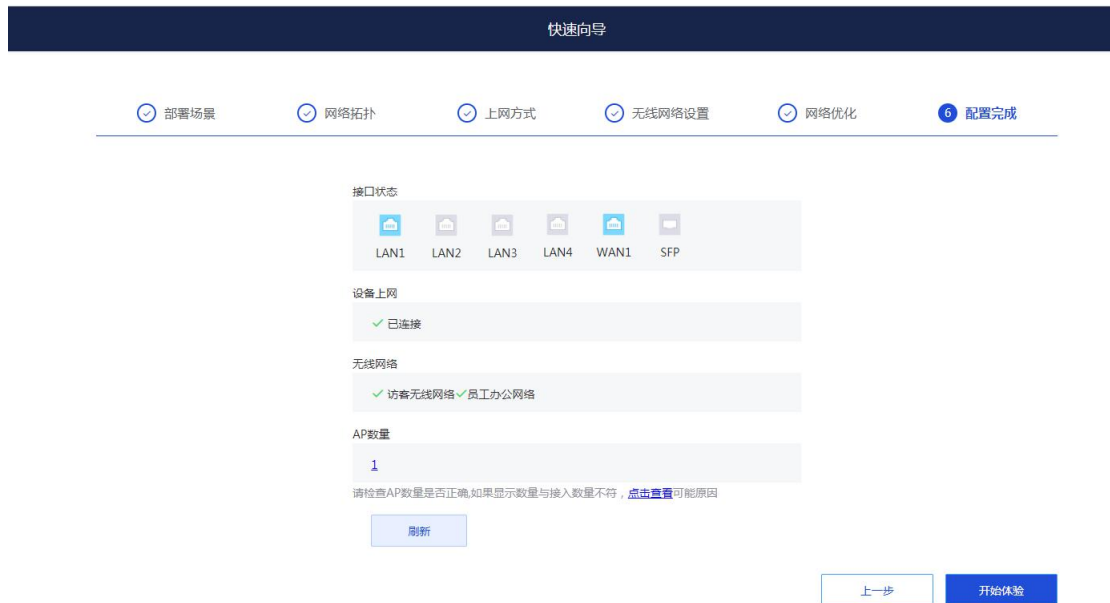 快速向导
部署场景 网络拓扑 上网方式 无线网络设置 网络优化 6 配置完成
接口状态
LAN1 LAN2 LAN3 LAN4 WAN1 SFP
设备上网
已连接
无线网络
访客无线网络 员工办公网络
AP数量
1
请检查AP数量是否正确,如果显示数量与接入数量不符，点击查看可能原因
刷新
上一步 开始体验